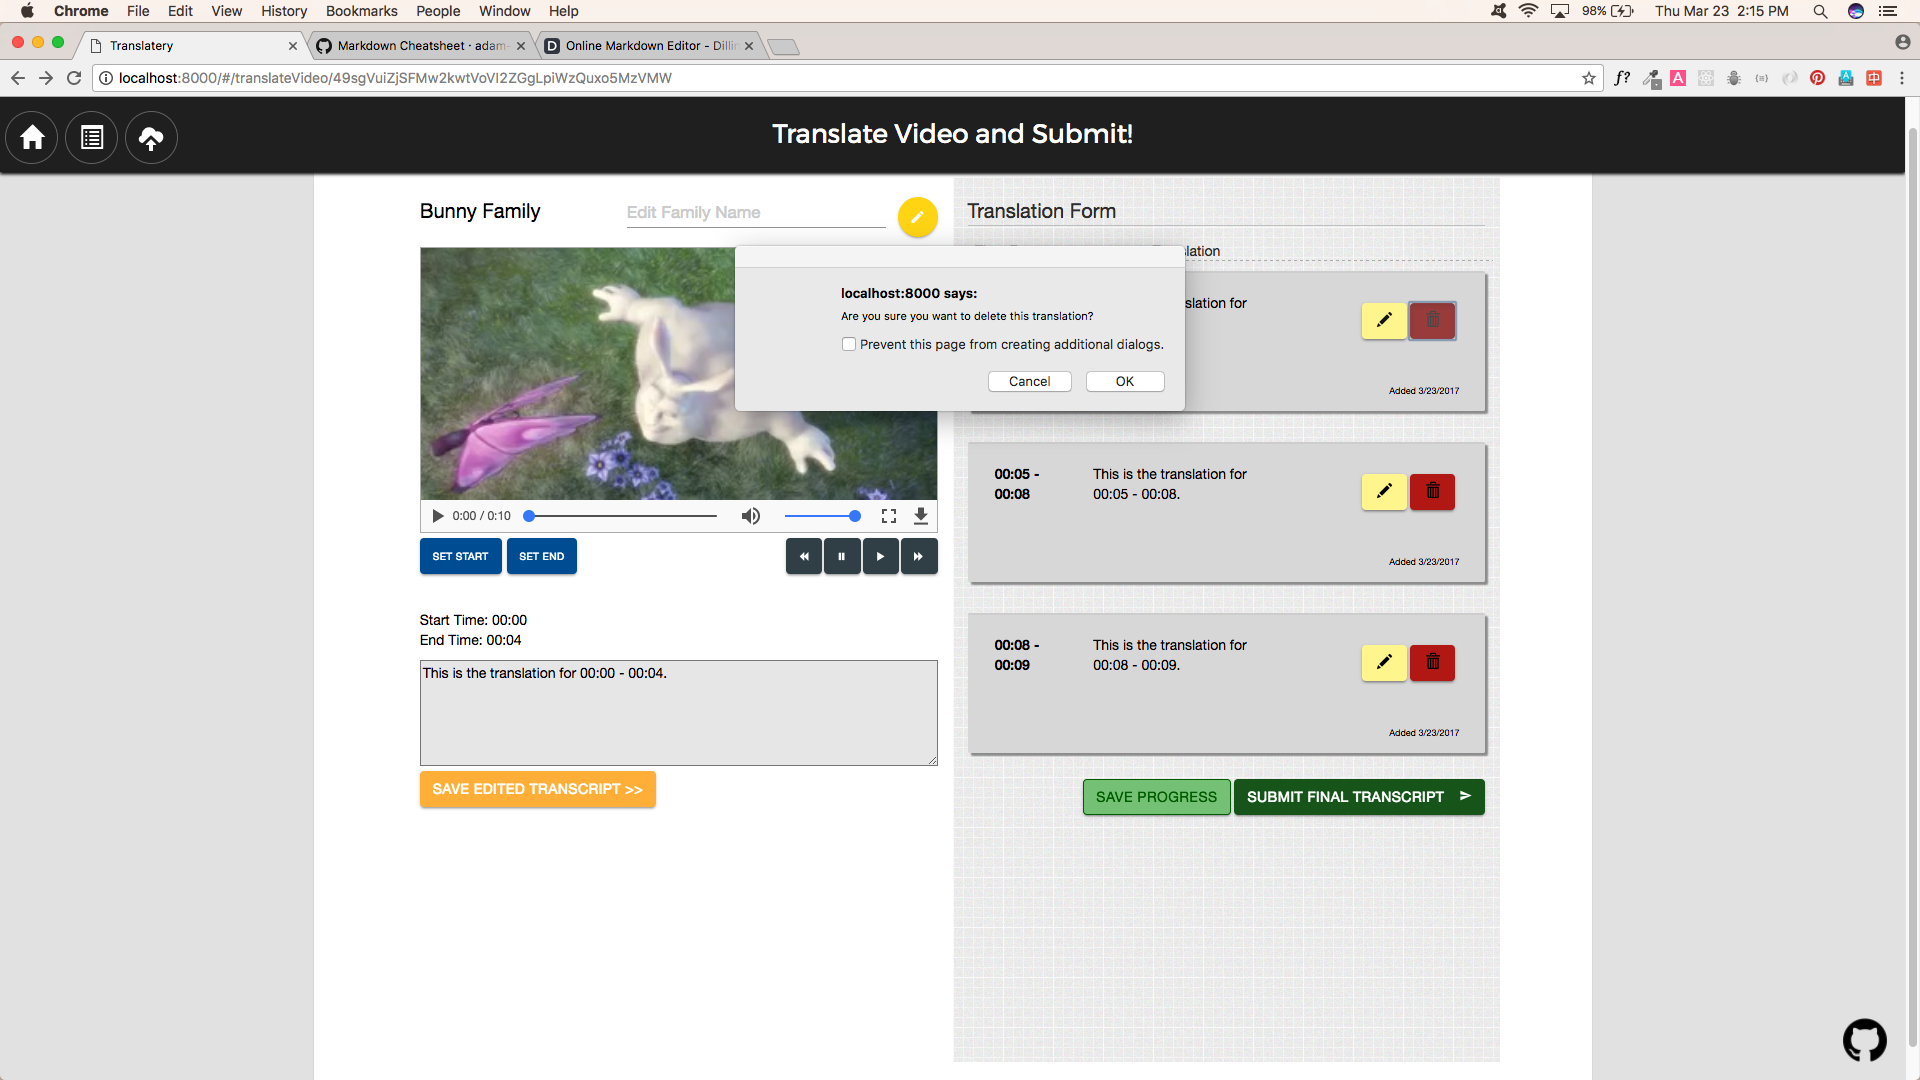 Chrome File Edit View History Bookmarks People Window Help 98% Thu Mar 23 2:15 PM
Translatery Markdown Cheatsheet · adam- Online Markdown Editor - Dillin
localhost:8000/#/translateVideo/49sgVuiZjSFMw2kwtVoVI2ZGgLpiWzQuxo5MzVMW f?
Translate Video and Submit!
Bunny Family Edit Family Name
Translation Form
lation
localhost:8000 says:
Are you sure you want to delete this translation?
Prevent this page from creating additional dialogs.
Cancel OK
slation for
Added 3/23/2017
00:05 - This is the translation for
00:08 00:05 - 00:08.
Added 3/23/2017
00:08 - This is the translation for
00:09 00:08 - 00:09.
Added 3/23/2017
SAVE PROGRESS SUBMIT FINAL TRANSCRIPT
0:00 / 0:10
SET START SET END
Start Time: 00:00
End Time: 00:04
This is the translation for 00:00 - 00:04.
SAVE EDITED TRANSCRIPT >>